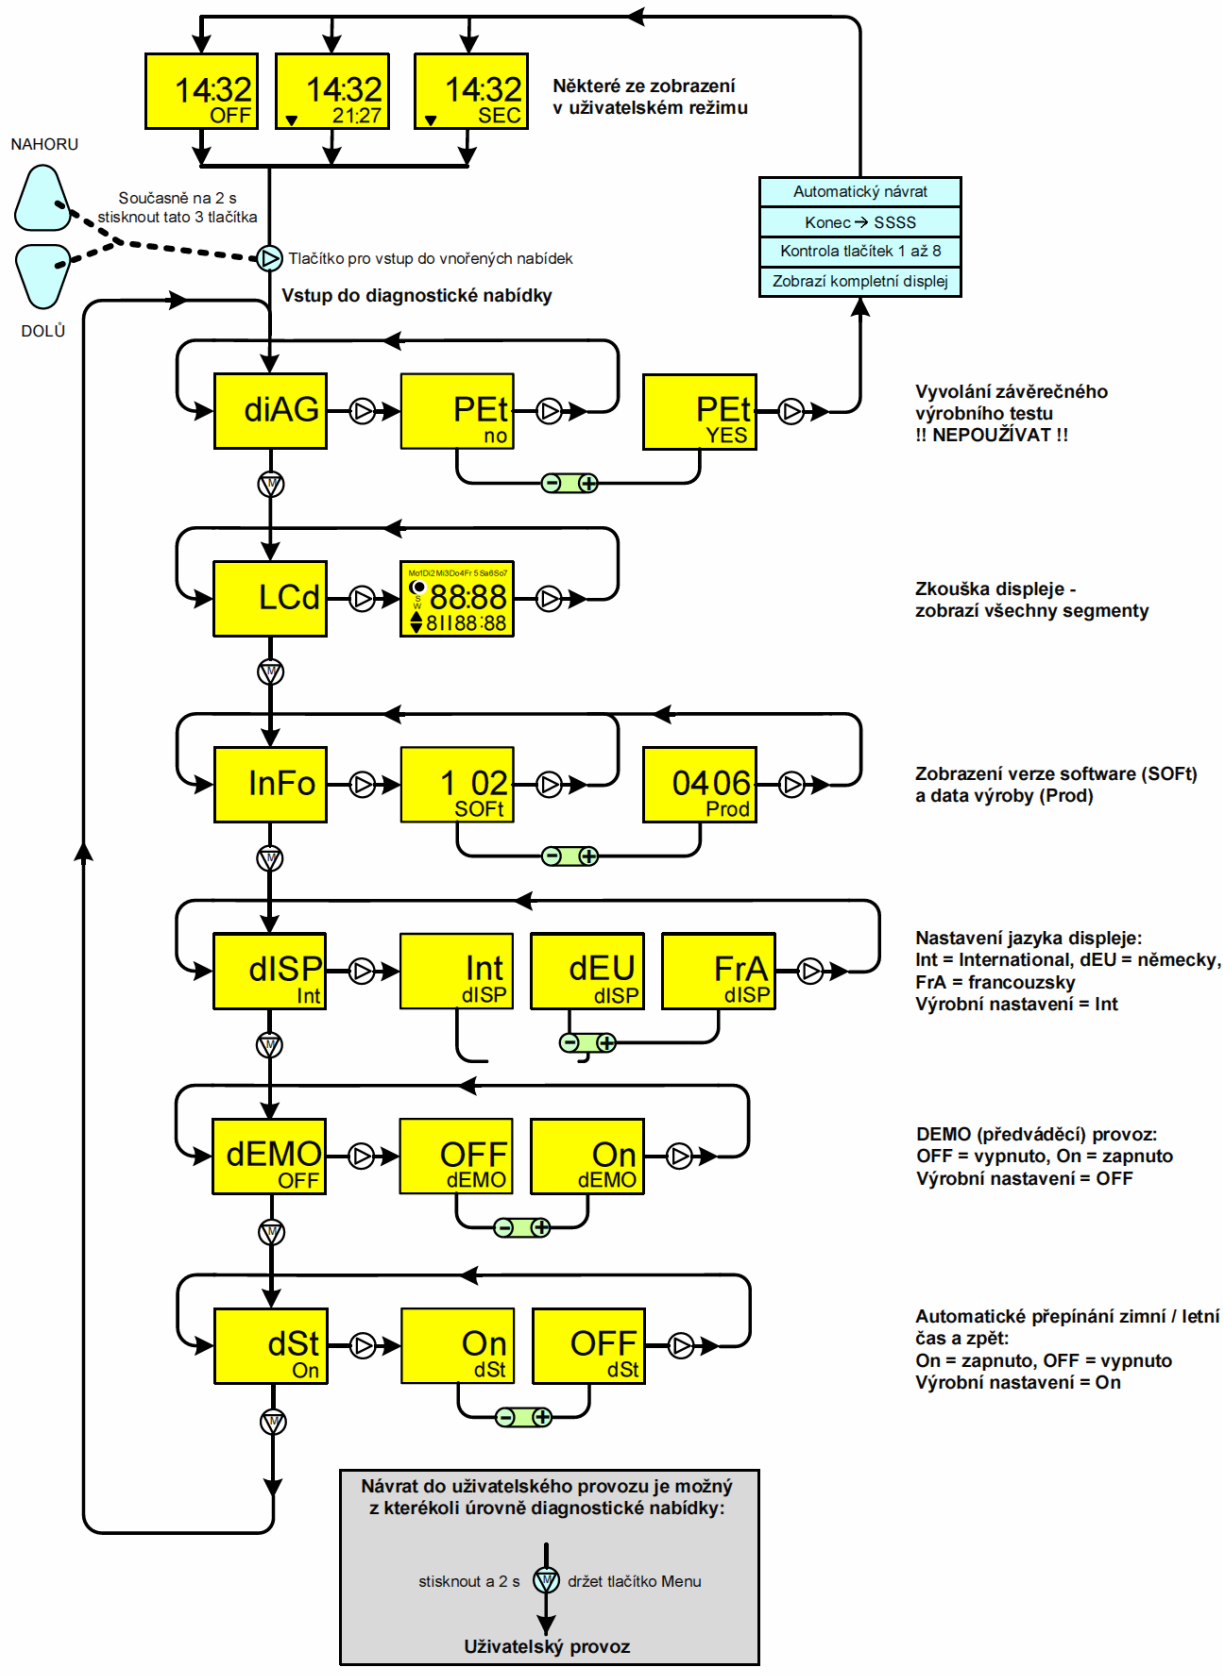 14:32
OFF
14:32
21:27
14:32
SEC
Některé ze zobrazení
v uživatelském režimu
NAHORU
Současně na 2 s
stisknout tato 3 tlačítka
DOLŮ
Tlačítko pro vstup do vnořených nabídek
Vstup do diagnostické nabídky
Automatický návrat
Konec → SSSS
Kontrola tlačítek 1 až 8
Zobrazí kompletní displej
diAG
PEt
no
PEt
YES
Vyvolání závěrečného
výrobního testu
!! NEPOUŽÍVAT !!
- +
M
LCd
Mo1Di2Mi3Do4Fr5Sa6So7
S
W
88:88
8II88:88
Zkouška displeje -
zobrazí všechny segmenty
M
InFo
1 02
SOFt
0406
Prod
Zobrazení verze software (SOFt)
a data výroby (Prod)
- +
M
dISP
Int
Int
dISP
dEU
dISP
FrA
dISP
Nastavení jazyka displeje:
Int = International, dEU = německy,
FrA = francouzsky
Výrobní nastavení = Int
- +
M
dEMO
OFF
OFF
dEMO
On
dEMO
DEMO (předváděcí) provoz:
OFF = vypnuto, On = zapnuto
Výrobní nastavení = OFF
- +
M
dSt
On
On
dSt
OFF
dSt
Automatické přepínání zimní / letní
čas a zpět:
On = zapnuto, OFF = vypnuto
Výrobní nastavení = On
- +
M
Návrat do uživatelského provozu je možný
z kterékoli úrovně diagnostické nabídky:
stisknout a 2 s M držet tlačítko Menu
Uživatelský provoz